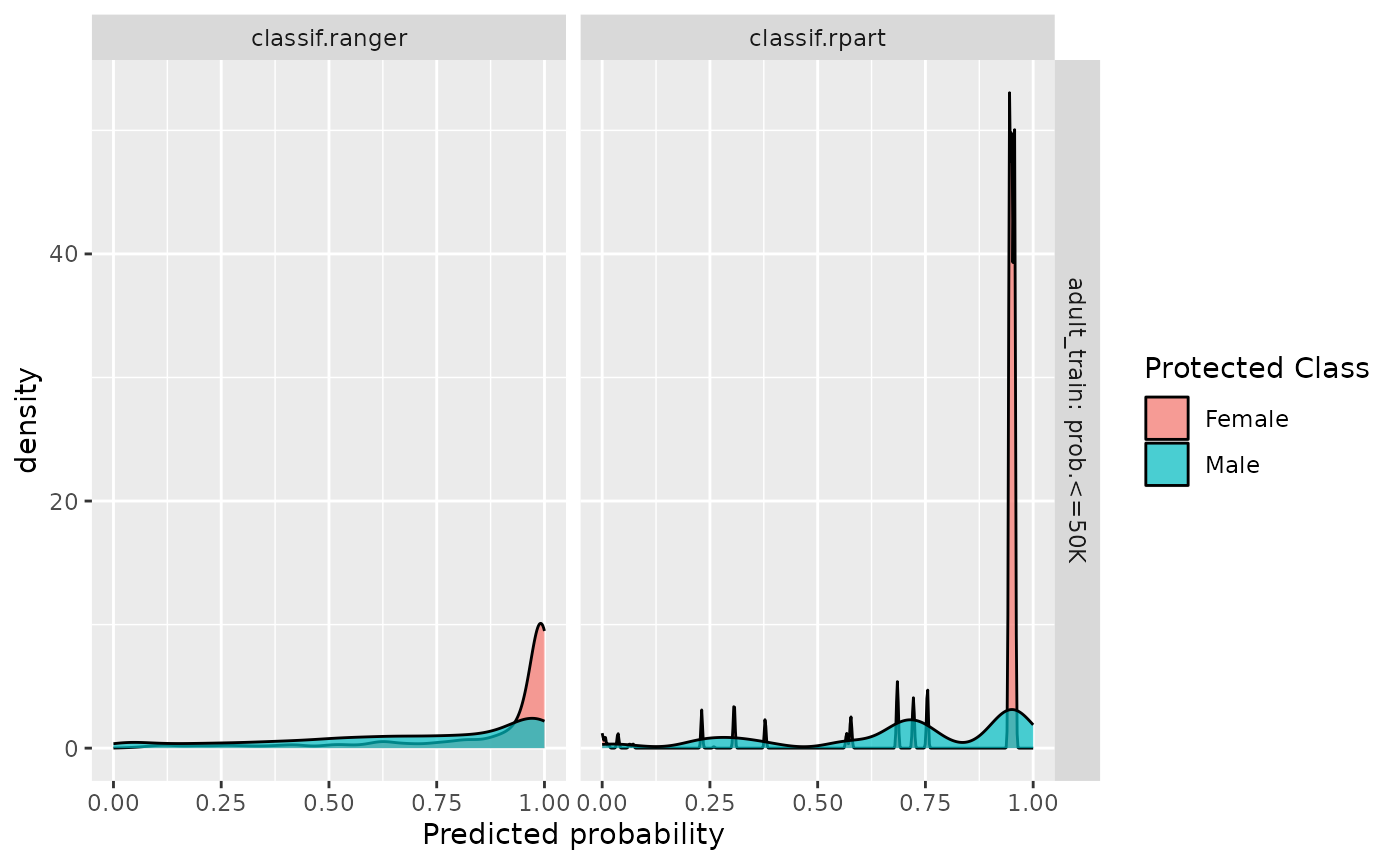 classif.ranger
classif.rpart
density
40
20
0
adult_train: prob.<=50K
0.00 0.25 0.50 0.75 1.00
0.00 0.25 0.50 0.75 1.00
Predicted probability
Protected Class
Female
Male